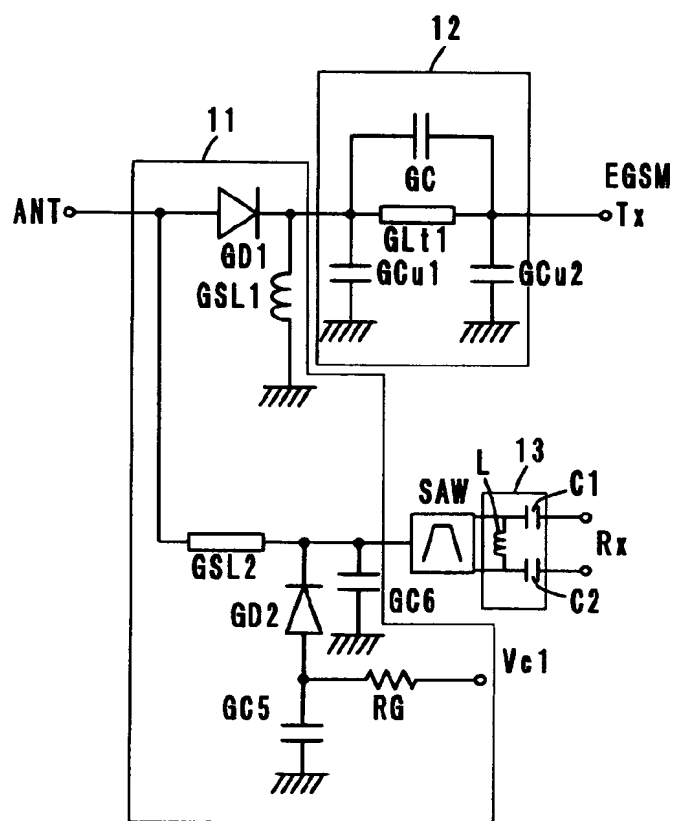 12
11
GC
EGSM
ANT
Tx
GD1
GLt1
GCu1
GCu2
GSL1
13
L
C1
SAW
Rx
GSL2
GD2
GC6
C2
Vc1
GC5
RG